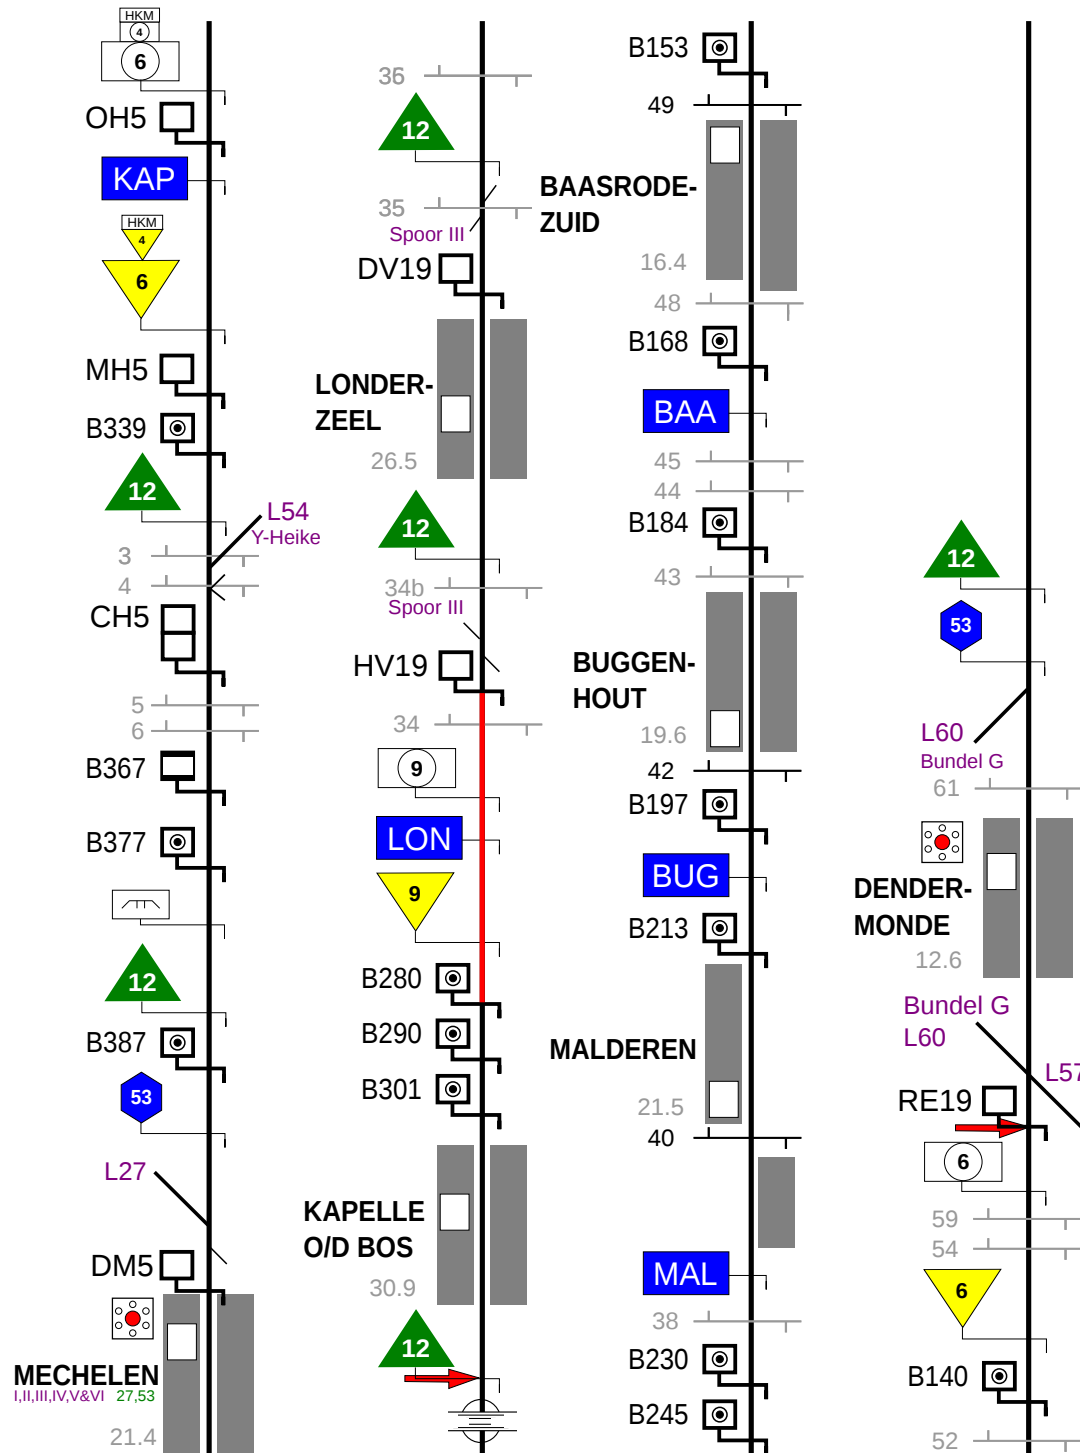 HKM
4
6
OH5
KAP
HKM
4
6
MH5
B339
12
L54
Y-Heike
3
4
CH5
5
6
B367
B377
12
B387
53
L27
DM5
MECHELEN
I,II,III,IV,V&VI 27,53
21.4
36
12
35
Spoor III
DV19
LONDER-
ZEEL
26.5
12
34b
Spoor III
HV19
34
9
LON
9
B280
B290
B301
KAPELLE
O/D BOS
30.9
12
B153
49
BAASRODE-
ZUID
16.4
48
B168
BAA
45
44
B184
43
BUGGEN-
HOUT
19.6
42
B197
BUG
B213
MALDEREN
21.5
40
MAL
38
B230
B245
12
53
L60
Bundel G
61
DENDER-
MONDE
12.6
Bundel G
L60
L57
RE19
6
59
54
6
B140
52